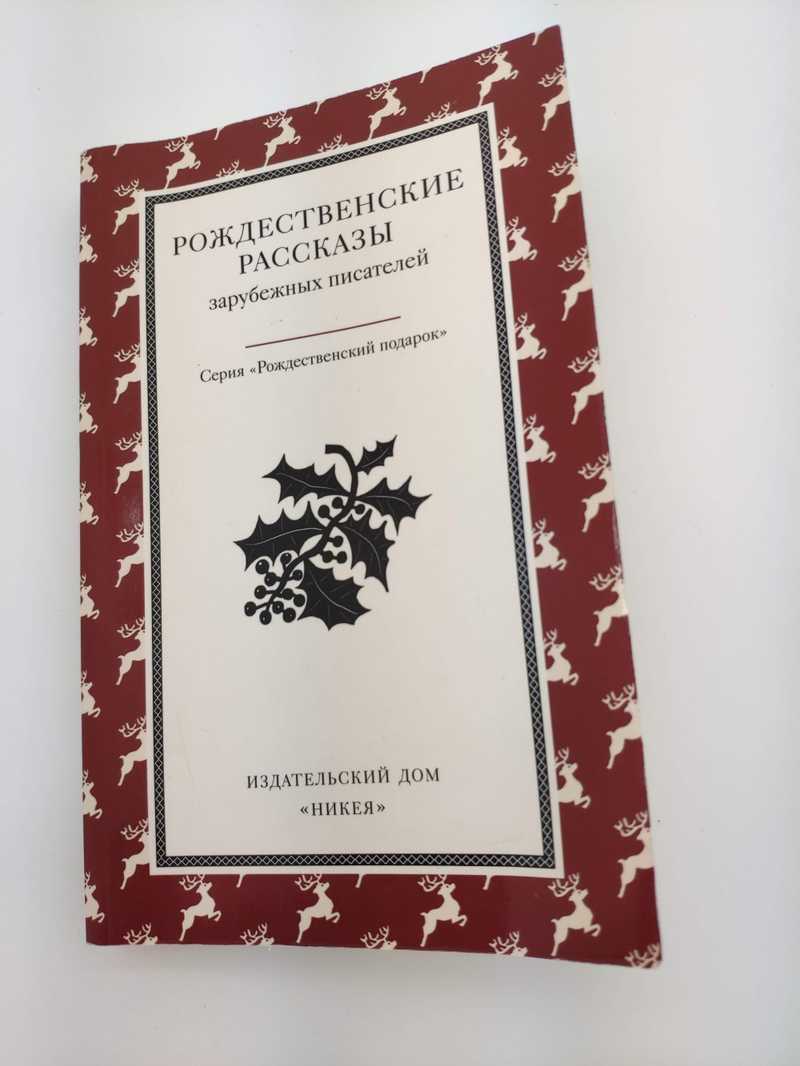 РОЖДЕСТВЕНСКИЕ
РАССКАЗЫ
зарубежных писателей
Серия «Рождественский подарок»
ИЗДАТЕЛЬСКИЙ ДОМ
«НИКЕЯ»